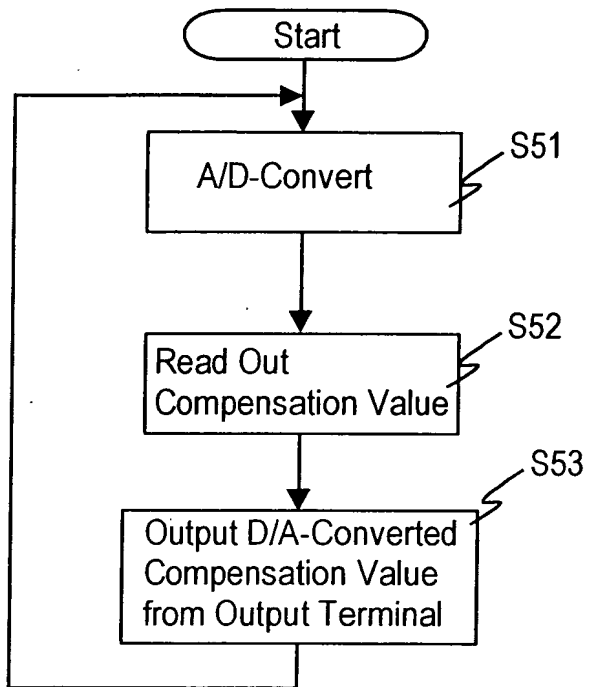 Start
A/D-Convert
S51
Read Out
Compensation Value
S52
Output D/A-Converted
Compensation Value
from Output Terminal
S53